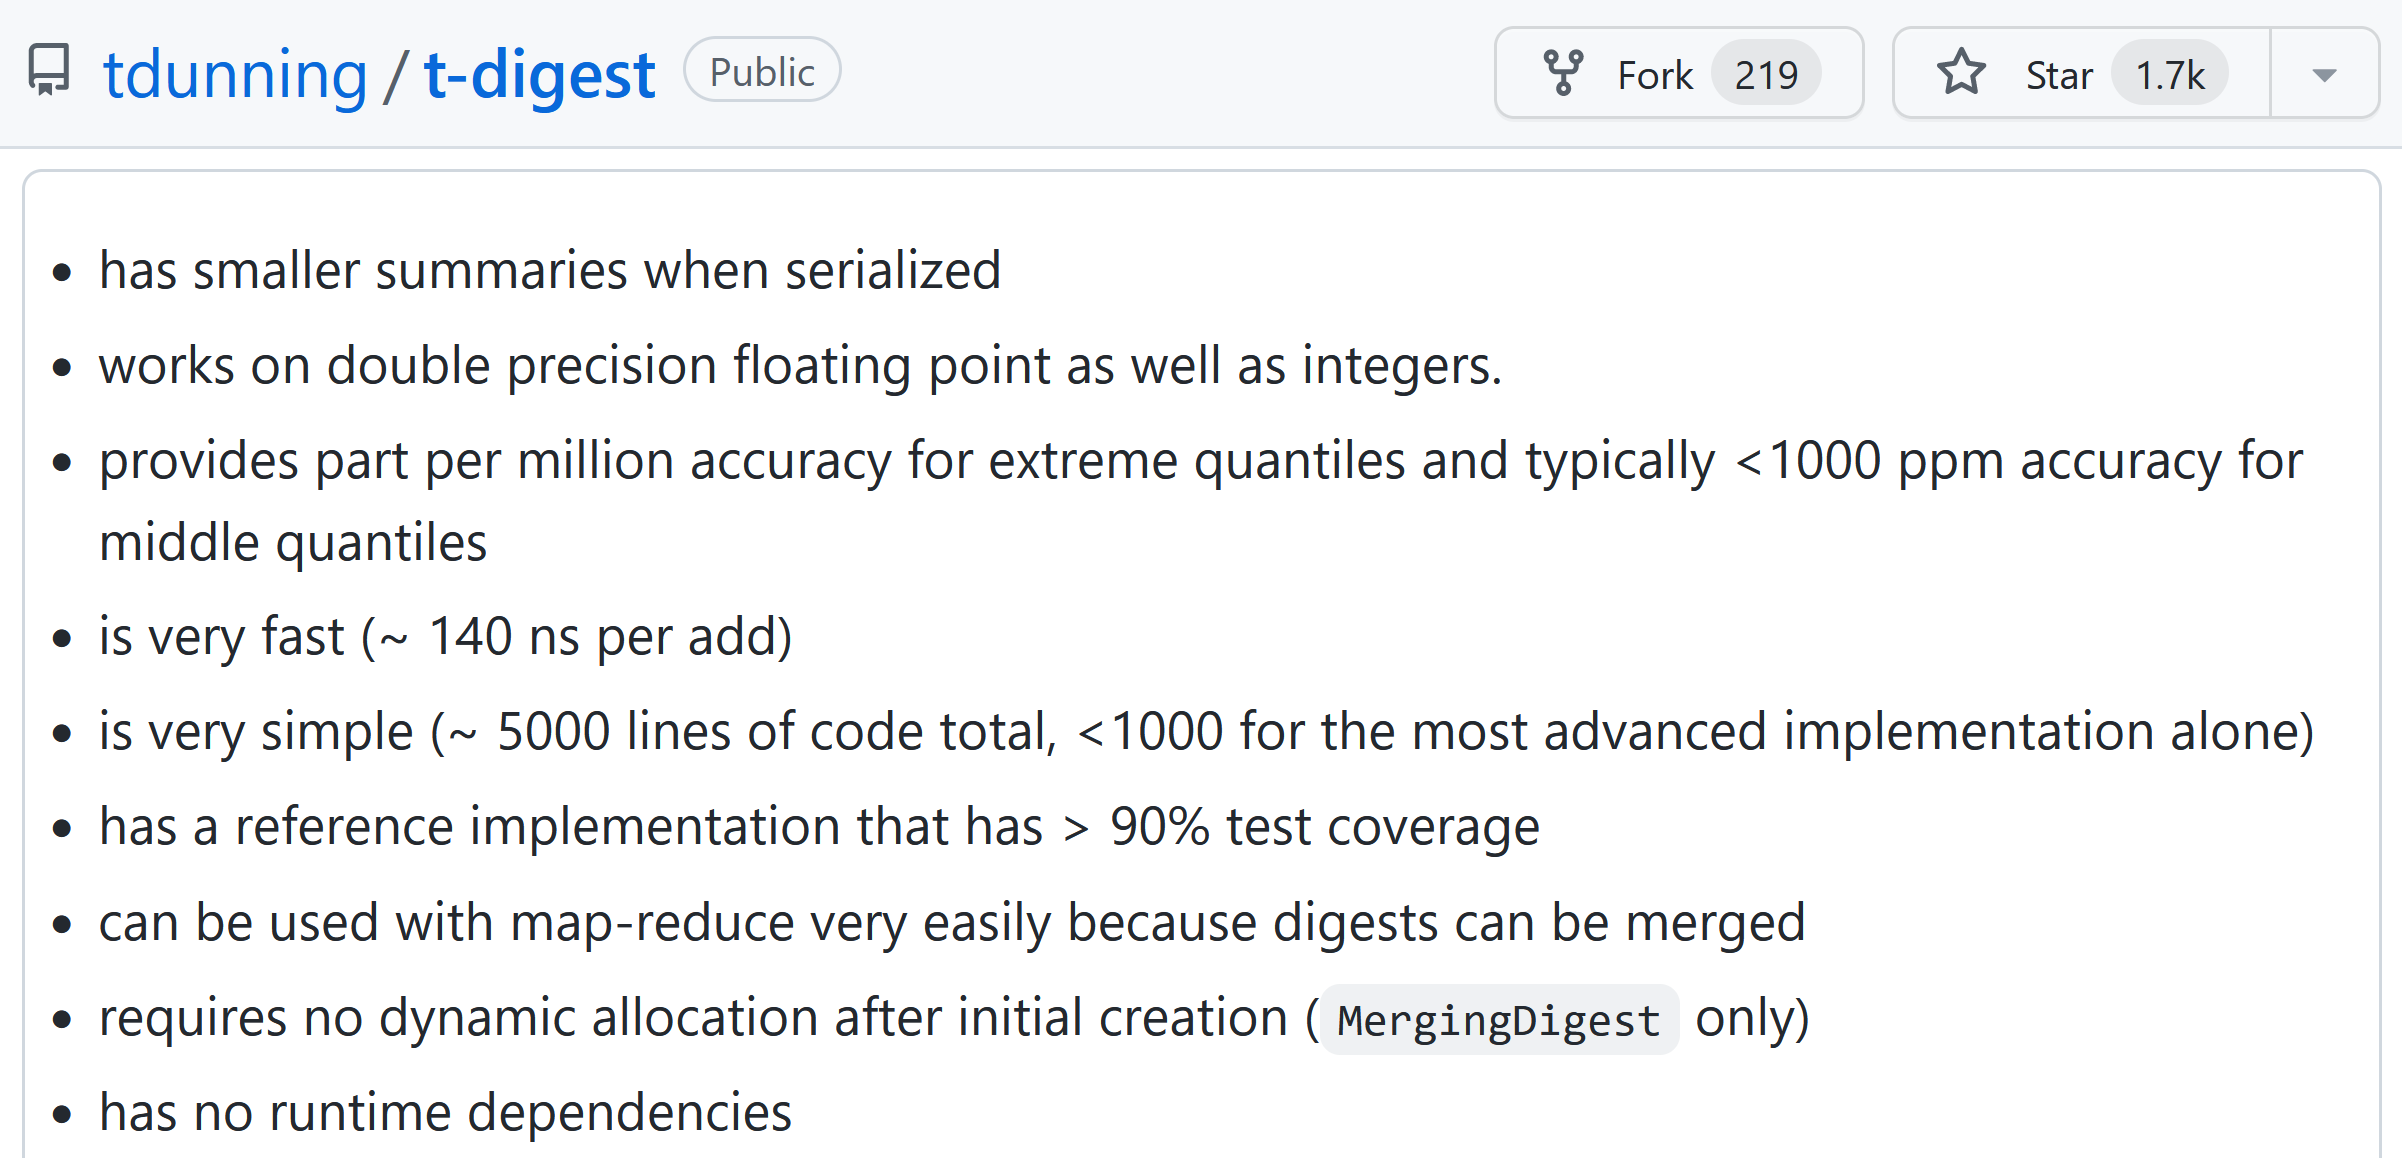 tdunning / t-digest Public Fork 219 Star 1.7k
• has smaller summaries when serialized
• works on double precision floating point as well as integers.
• provides part per million accuracy for extreme quantiles and typically <1000 ppm accuracy for
middle quantiles
• is very fast (~ 140 ns per add)
• is very simple (~ 5000 lines of code total, <1000 for the most advanced implementation alone)
• has a reference implementation that has > 90% test coverage
• can be used with map-reduce very easily because digests can be merged
• requires no dynamic allocation after initial creation (MergingDigest only)
• has no runtime dependencies